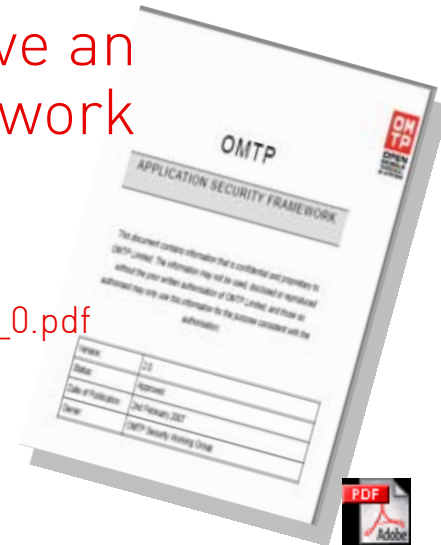 ve an
work
_0.pdf
OMTP
APPLICATION SECURITY FRAMEWORK
OM
TP
OPEN
This document contains information that is confidential and proprietary to
OMTP Limited. The information may not be used, disclosed or reproduced
without the prior written authorisation of OMTP Limited, and those so
authorised may only use this information for the purpose consistent with the
authorisation.
Version: 2.0
Status: Approved
Date of Publication 2nd February 2007
Owner: OMTP Security Working Group
PDF
Adobe